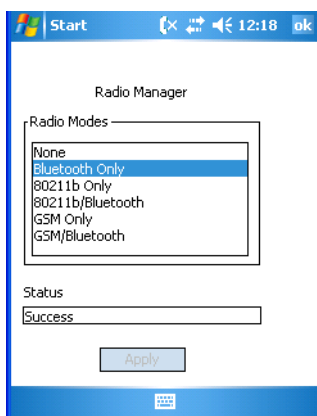 Start 12:18 ok
Radio Manager
Radio Modes
None
Bluetooth Only
80211b Only
80211b/Bluetooth
GSM Only
GSM/Bluetooth
Status
Success
Apply